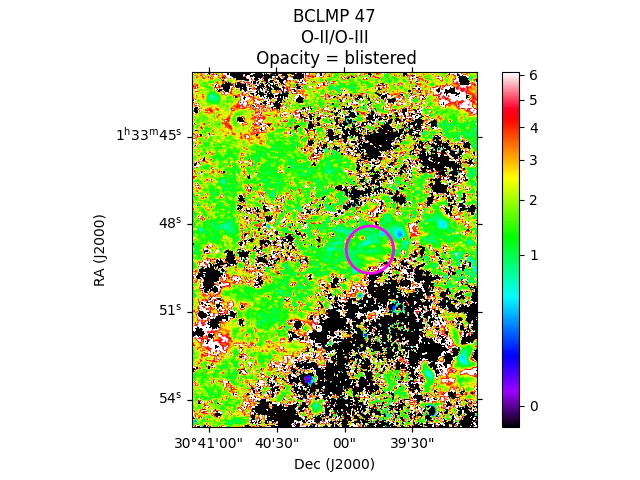 BCLMP 47
O-II/O-III
Opacity = blistered
1ʰ33ᵐ45ˢ
48ˢ
51ˢ
54ˢ
RA (J2000)
30°41'00" 40'30" 00" 39'30"
Dec (J2000)
6
5
4
3
2
1
0